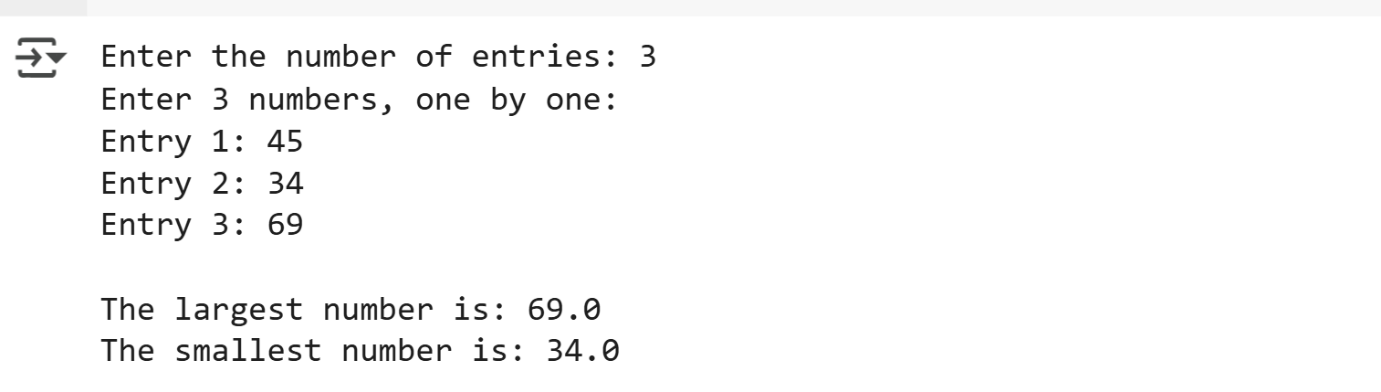 Enter the number of entries: 3
Enter 3 numbers, one by one:
Entry 1: 45
Entry 2: 34
Entry 3: 69
The largest number is: 69.0
The smallest number is: 34.0